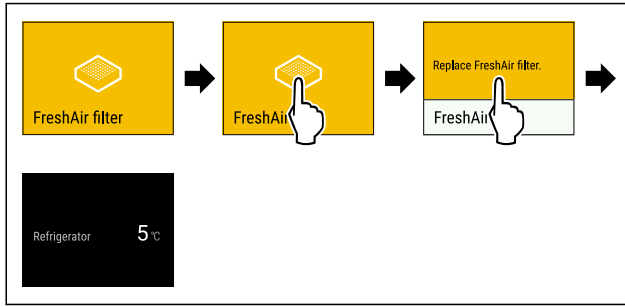 FreshAir filter
FreshAi
Replace FreshAir filter.
FreshAi
Refrigerator 5 °C